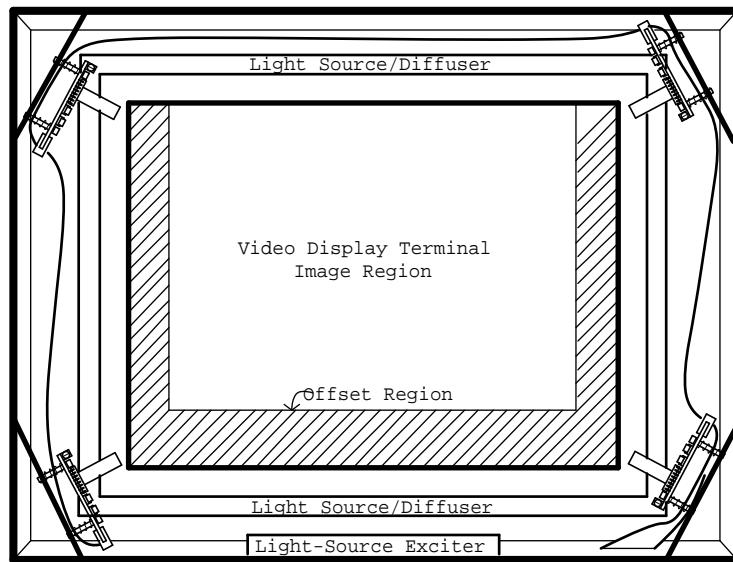 Light Source/Diffuser
Video Display Terminal
Image Region
Offset Region
Light Source/Diffuser
Light-Source Exciter